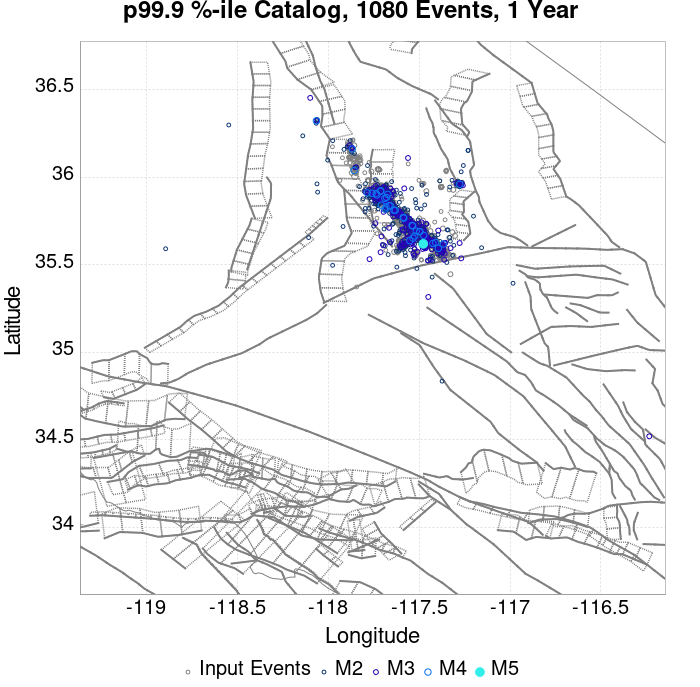 p99.9 %-ile Catalog, 1080 Events, 1 Year
36.5
36
35.5
35
34.5
34
Latitude
-119 -118.5 -118 -117.5 -117 -116.5
Longitude
Input Events M2 M3 M4 M5